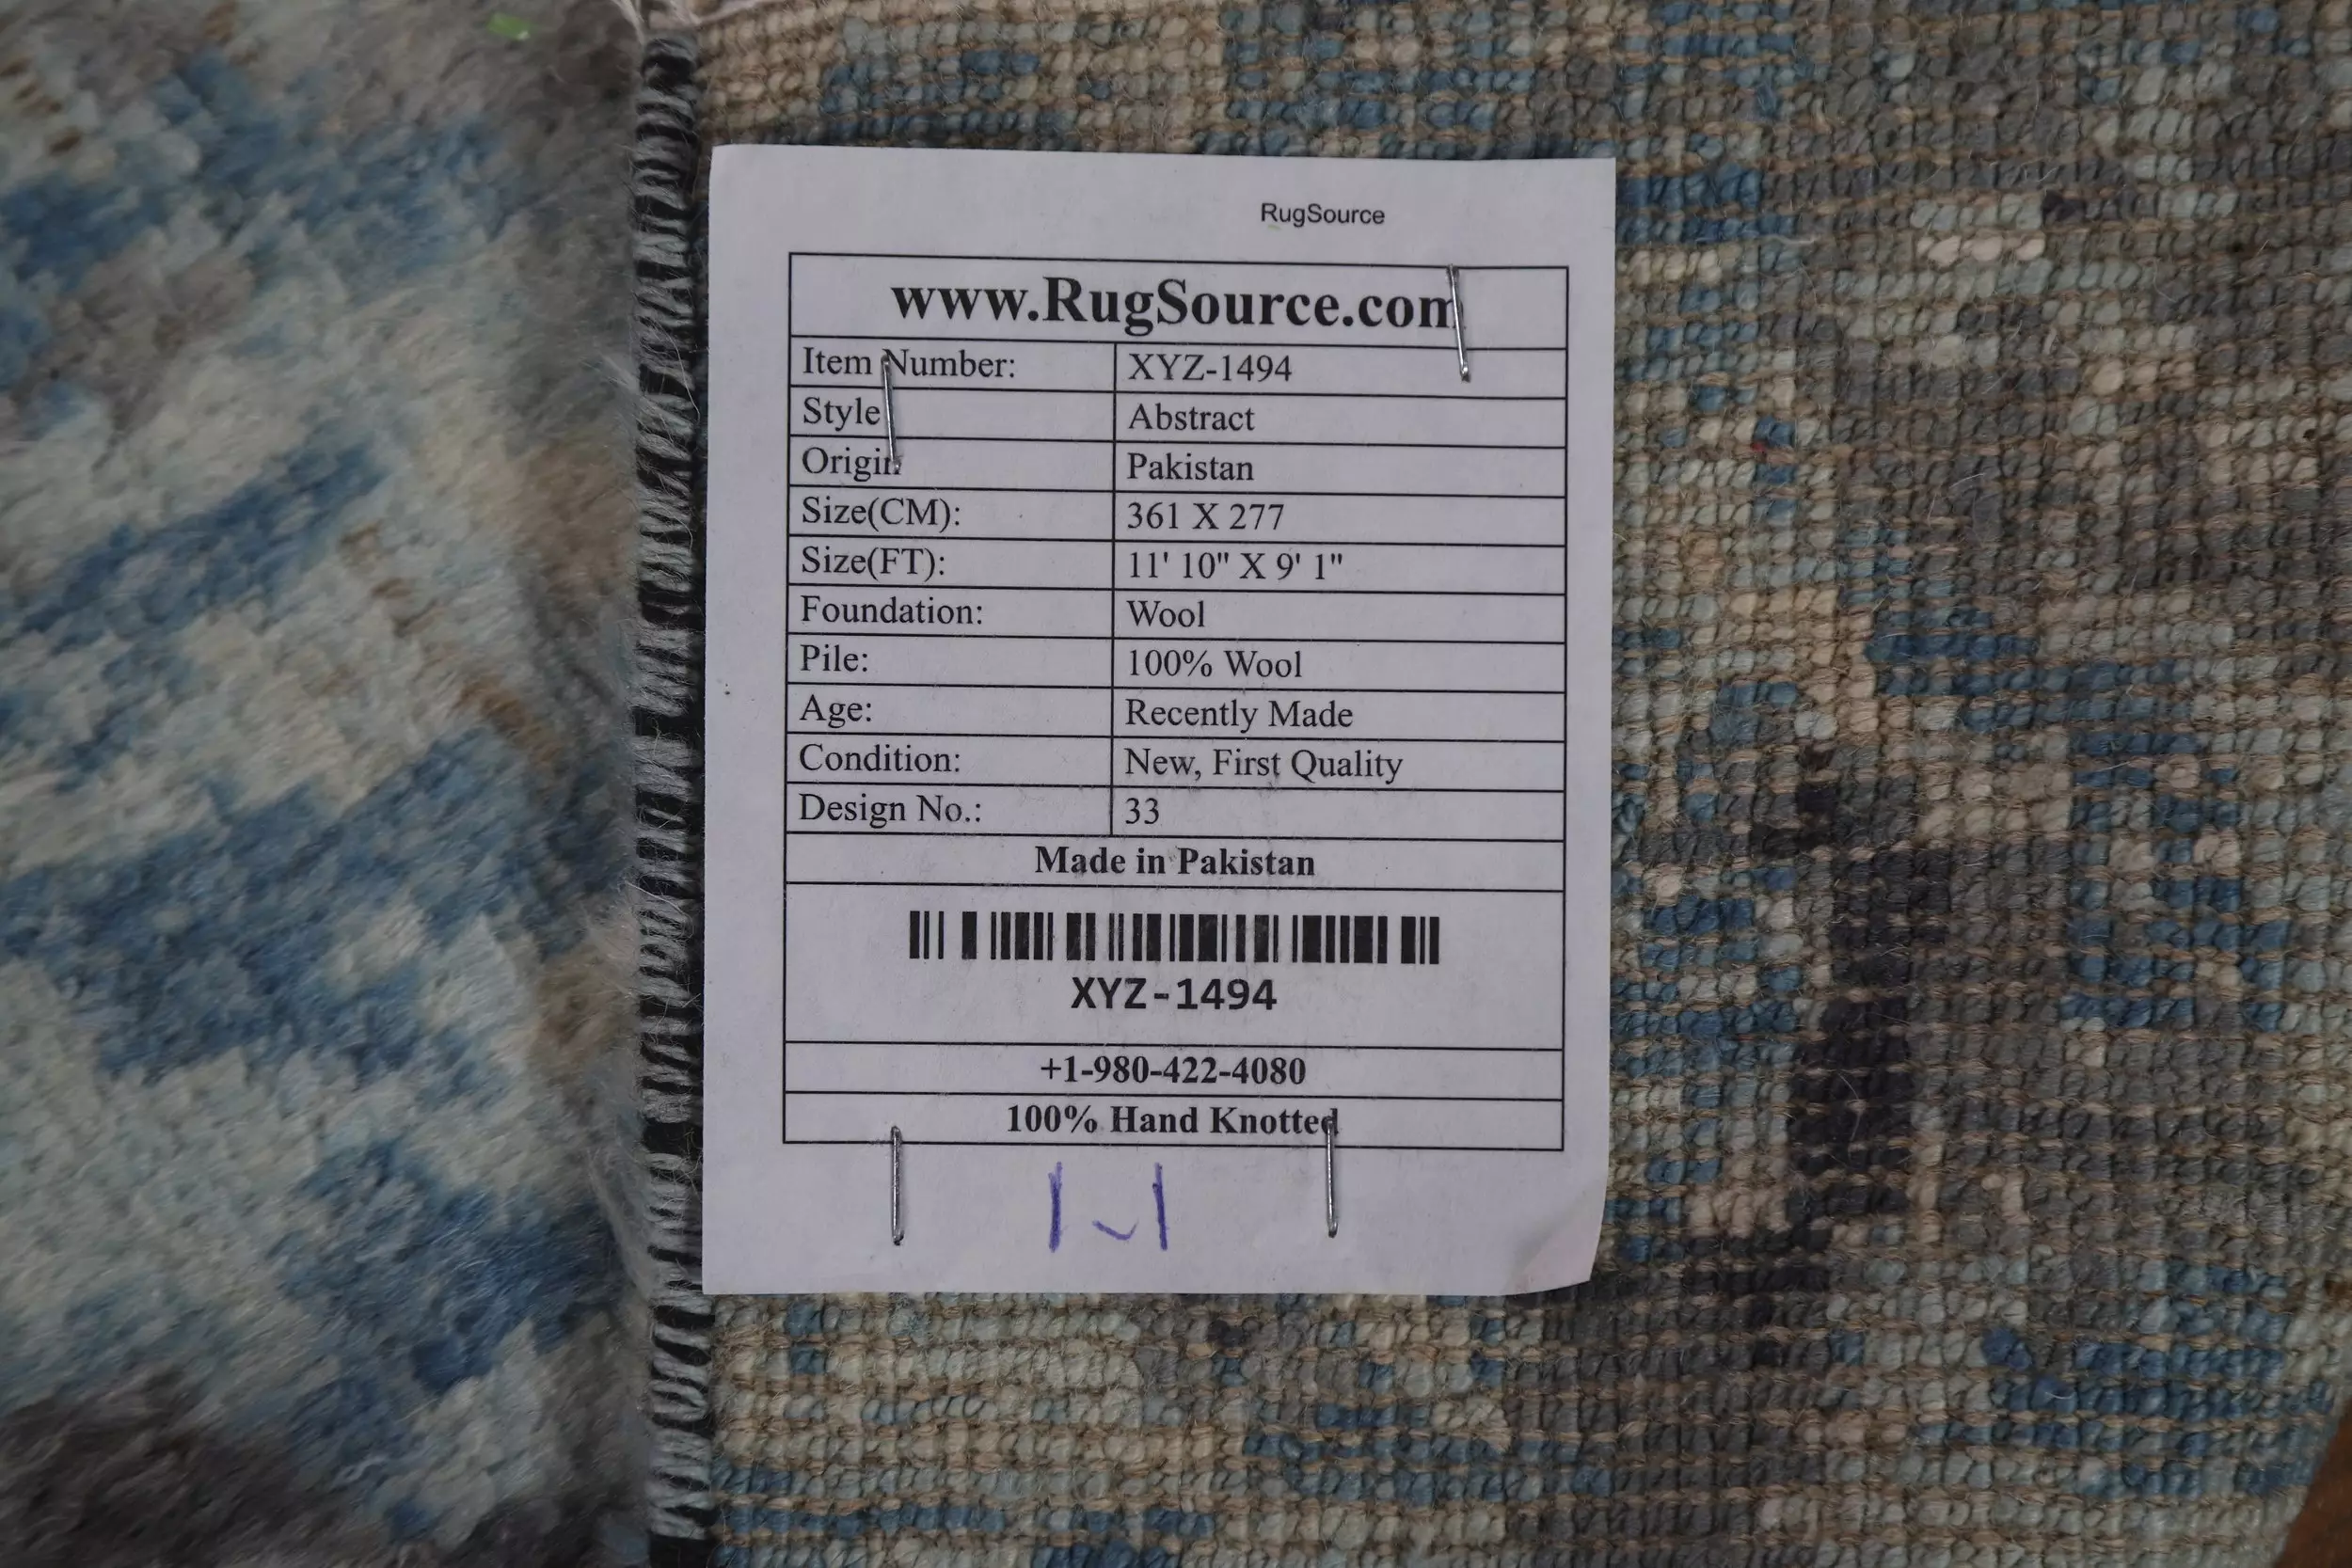 RugSource
www.RugSource.com
Item Number: XYZ-1494
Style Abstract
Origin: Pakistan
Size(CM): 361 X 277
Size(FT): 11' 10" X 9' 1"
Foundation: Wool
Pile: 100% Wool
Age: Recently Made
Condition: New, First Quality
Design No.: 33
Made in Pakistan
XYZ-1494
+1-980-422-4080
100% Hand Knotted